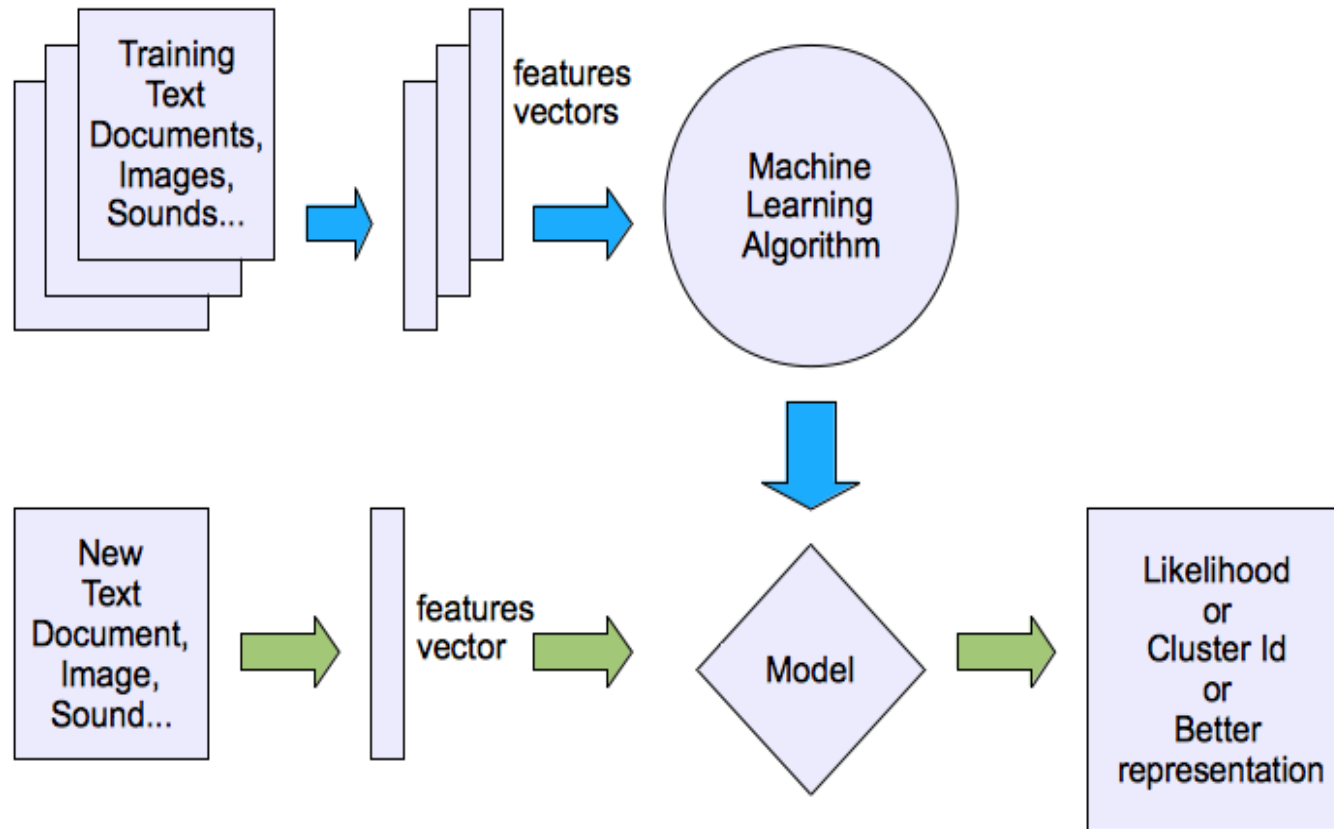 Training
Text
Documents,
Images,
Sounds...
features
vectors
Machine
Learning
Algorithm
New
Text
Document,
Image,
Sound...
features
vector
Model
Likelihood
or
Cluster Id
or
Better
representation